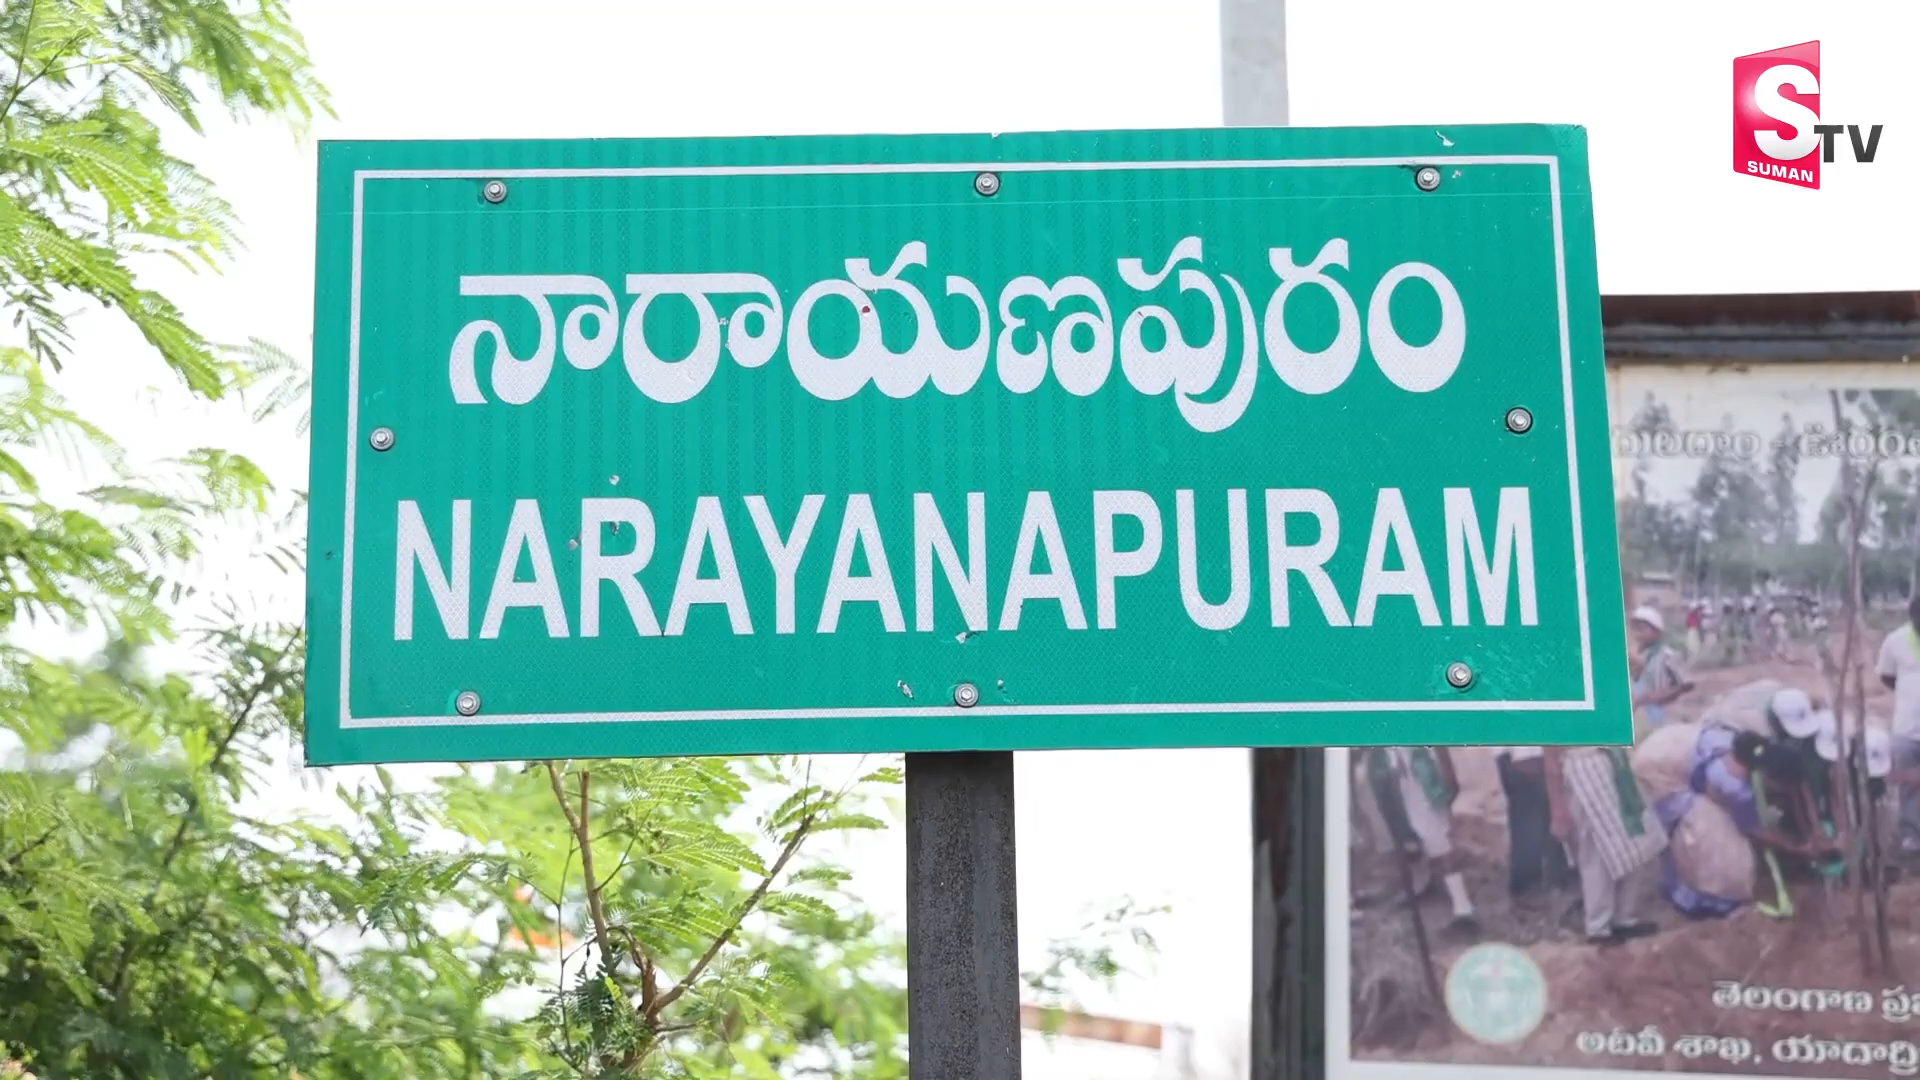 S
TV
SUMAN
నారాయణపురం
NARAYANAPURAM
తెలంగాణ
అటవీ శాఖ, యాదాద్రి